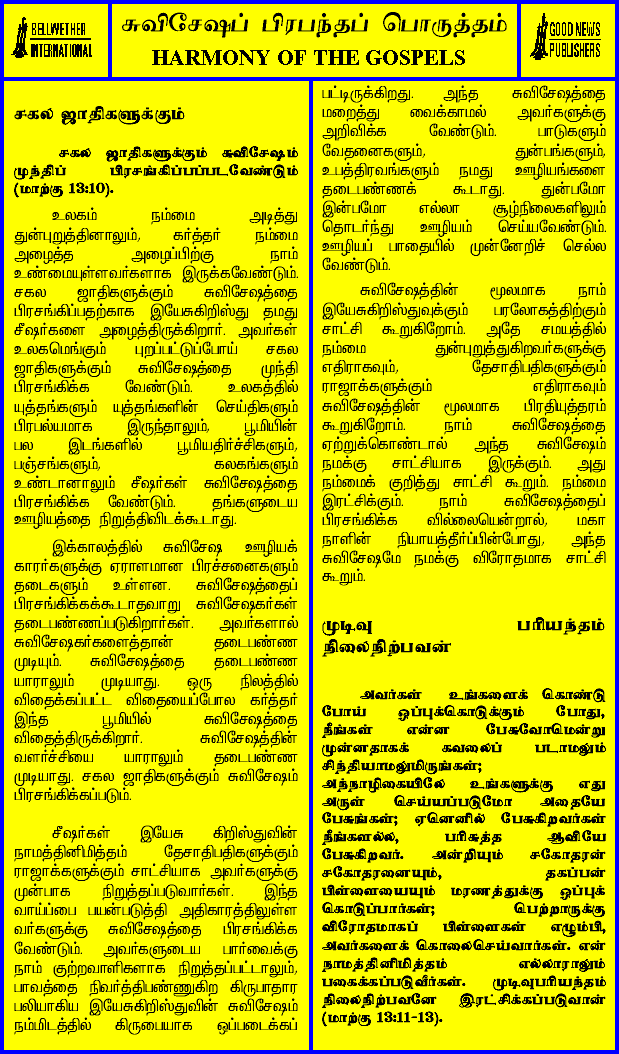 BELLWETHER
INTERNATIONAL
சுவிசேஷப் பிரபந்தப் பொருத்தம்
HARMONY OF THE GOSPELS
GOOD NEWS
PUBLISHERS
சகல ஜாதிகளுக்கும்
சகல ஜாதிகளுக்கும் சுவிசேஷம்
முந்திப் பிரசங்கிப்பப்படவேண்டும்
(மாற்கு 13:10).
உலகம் நம்மை அடித்து
துன்புறுத்தினாலும், கர்த்தர் நம்மை
அழைத்த அழைப்பிற்கு நாம்
உண்மையுள்ளவர்களாக இருக்கவேண்டும்.
சகல ஜாதிகளுக்கும் சுவிசேஷத்தை
பிரசங்கிப்பதற்காக இயேசுகிறிஸ்து தமது
சீஷர்களை அழைத்திருக்கிறார். அவர்கள்
உலகமெங்கும் புறப்பட்டுப்போய் சகல
ஜாதிகளுக்கும் சுவிசேஷத்தை முந்தி
பிரசங்கிக்க வேண்டும். உலகத்தில்
யுத்தங்களும் யுத்தங்களின் செய்திகளும்
பிரபல்யமாக இருந்தாலும், பூமியின்
பல இடங்களில் பூமியதிர்ச்சிகளும்,
பஞ்சங்களும், கலகங்களும்
உண்டானாலும் சீஷர்கள் சுவிசேஷத்தை
பிரசங்கிக்க வேண்டும். தங்களுடைய
ஊழியத்தை நிறுத்திவிடக்கூடாது.
இக்காலத்தில் சுவிசேஷ ஊழியக்
காரர்களுக்கு ஏராளமான பிரச்சனைகளும்
தடைகளும் உள்ளன. சுவிசேஷத்தைப்
பிரசங்கிக்கக்கூடாதவாறு சுவிசேஷகர்கள்
தடைபண்ணப்படுகிறார்கள். அவர்களால்
சுவிசேஷகர்களைத்தான் தடைபண்ண
முடியும். சுவிசேஷத்தை தடைபண்ண
யாராலும் முடியாது. ஒரு நிலத்தில்
விதைக்கப்பட்ட விதையைப்போல கர்த்தர்
இந்த பூமியில் சுவிசேஷத்தை
விதைத்திருக்கிறார். சுவிசேஷத்தின்
வளர்ச்சியை யாராலும் தடைபண்ண
முடியாது. சகல ஜாதிகளுக்கும் சுவிசேஷம்
பிரசங்கிக்கப்படும்.
சீஷர்கள் இயேசு கிறிஸ்துவின்
நாமத்தினிமித்தம் தேசாதிபதிகளுக்கும்
ராஜாக்களுக்கும் சாட்சியாக அவர்களுக்கு
முன்பாக நிறுத்தப்படுவார்கள். இந்த
வாய்ப்பை பயன்படுத்தி அதிகாரத்திலுள்ள
வர்களுக்கு சுவிசேஷத்தை பிரசங்கிக்க
வேண்டும். அவர்களுடைய பார்வைக்கு
நாம் குற்றவாளிகளாக நிறுத்தப்பட்டாலும்,
பாவத்தை நிவர்த்திபண்ணுகிற கிருபாதார
பலியாகிய இயேசுகிறிஸ்துவின் சுவிசேஷம்
நம்மிடத்தில் கிருபையாக ஒப்படைக்கப்
பட்டிருக்கிறது. அந்த சுவிசேஷத்தை
மறைத்து வைக்காமல் அவர்களுக்கு
அறிவிக்க வேண்டும். பாடுகளும்
வேதனைகளும், துன்பங்களும்,
உபத்திரவங்களும் நமது ஊழியங்களை
தடைபண்ணக் கூடாது. துன்பமோ
இன்பமோ எல்லா சூழ்நிலைகளிலும்
தொடர்ந்து ஊழியம் செய்யவேண்டும்.
ஊழியப் பாதையில் முன்னேறிச் செல்ல
வேண்டும்.
சுவிசேஷத்தின் மூலமாக நாம்
இயேசுகிறிஸ்துவுக்கும் பரலோகத்திற்கும்
சாட்சி கூறுகிறோம். அதே சமயத்தில்
நம்மை துன்புறுத்துகிறவர்களுக்கு
எதிராகவும், தேசாதிபதிகளுக்கும்
ராஜாக்களுக்கும் எதிராகவும்
சுவிசேஷத்தின் மூலமாக பிரதியுத்தரம்
கூறுகிறோம். நாம் சுவிசேஷத்தை
ஏற்றுக்கொண்டால் அந்த சுவிசேஷம்
நமக்கு சாட்சியாக இருக்கும். அது
நம்மைக் குறித்து சாட்சி கூறும். நம்மை
இரட்சிக்கும். நாம் சுவிசேஷத்தைப்
பிரசங்கிக்க வில்லையென்றால், மகா
நாளின் நியாயத்தீர்ப்பின்போது, அந்த
சுவிசேஷமே நமக்கு விரோதமாக சாட்சி
கூறும்.
முடிவு பரியந்தம்
நிலைநிற்பவன்
அவர்கள் உங்களைக் கொண்டு
போய் ஒப்புக்கொடுக்கும் போது,
நீங்கள் என்ன பேசுவோமென்று
முன்னதாகக் கவலைப் படாமலும்
சிந்தியாமலுமிருங்கள்;
அந்நாழிகையிலே உங்களுக்கு எது
அருள் செய்யப்படுமோ அதையே
பேசுங்கள்; ஏனெனில் பேசுகிறவர்கள்
நீங்களல்ல, பரிசுத்த ஆவியே
பேசுகிறவர். அன்றியும் சகோதரன்
சகோதரனையும், தகப்பன்
பிள்ளையையும் மரணத்துக்கு ஒப்புக்
கொடுப்பார்கள்; பெற்றாருக்கு
விரோதமாகப் பிள்ளைகள் எழும்பி,
அவர்களைக் கொலைசெய்வார்கள். என்
நாமத்தினிமித்தம் எல்லாராலும்
பகைக்கப்படுவீர்கள். முடிவுபரியந்தம்
நிலைநிற்பவனே இரட்சிக்கப்படுவான்
(மாற்கு 13:11-13).